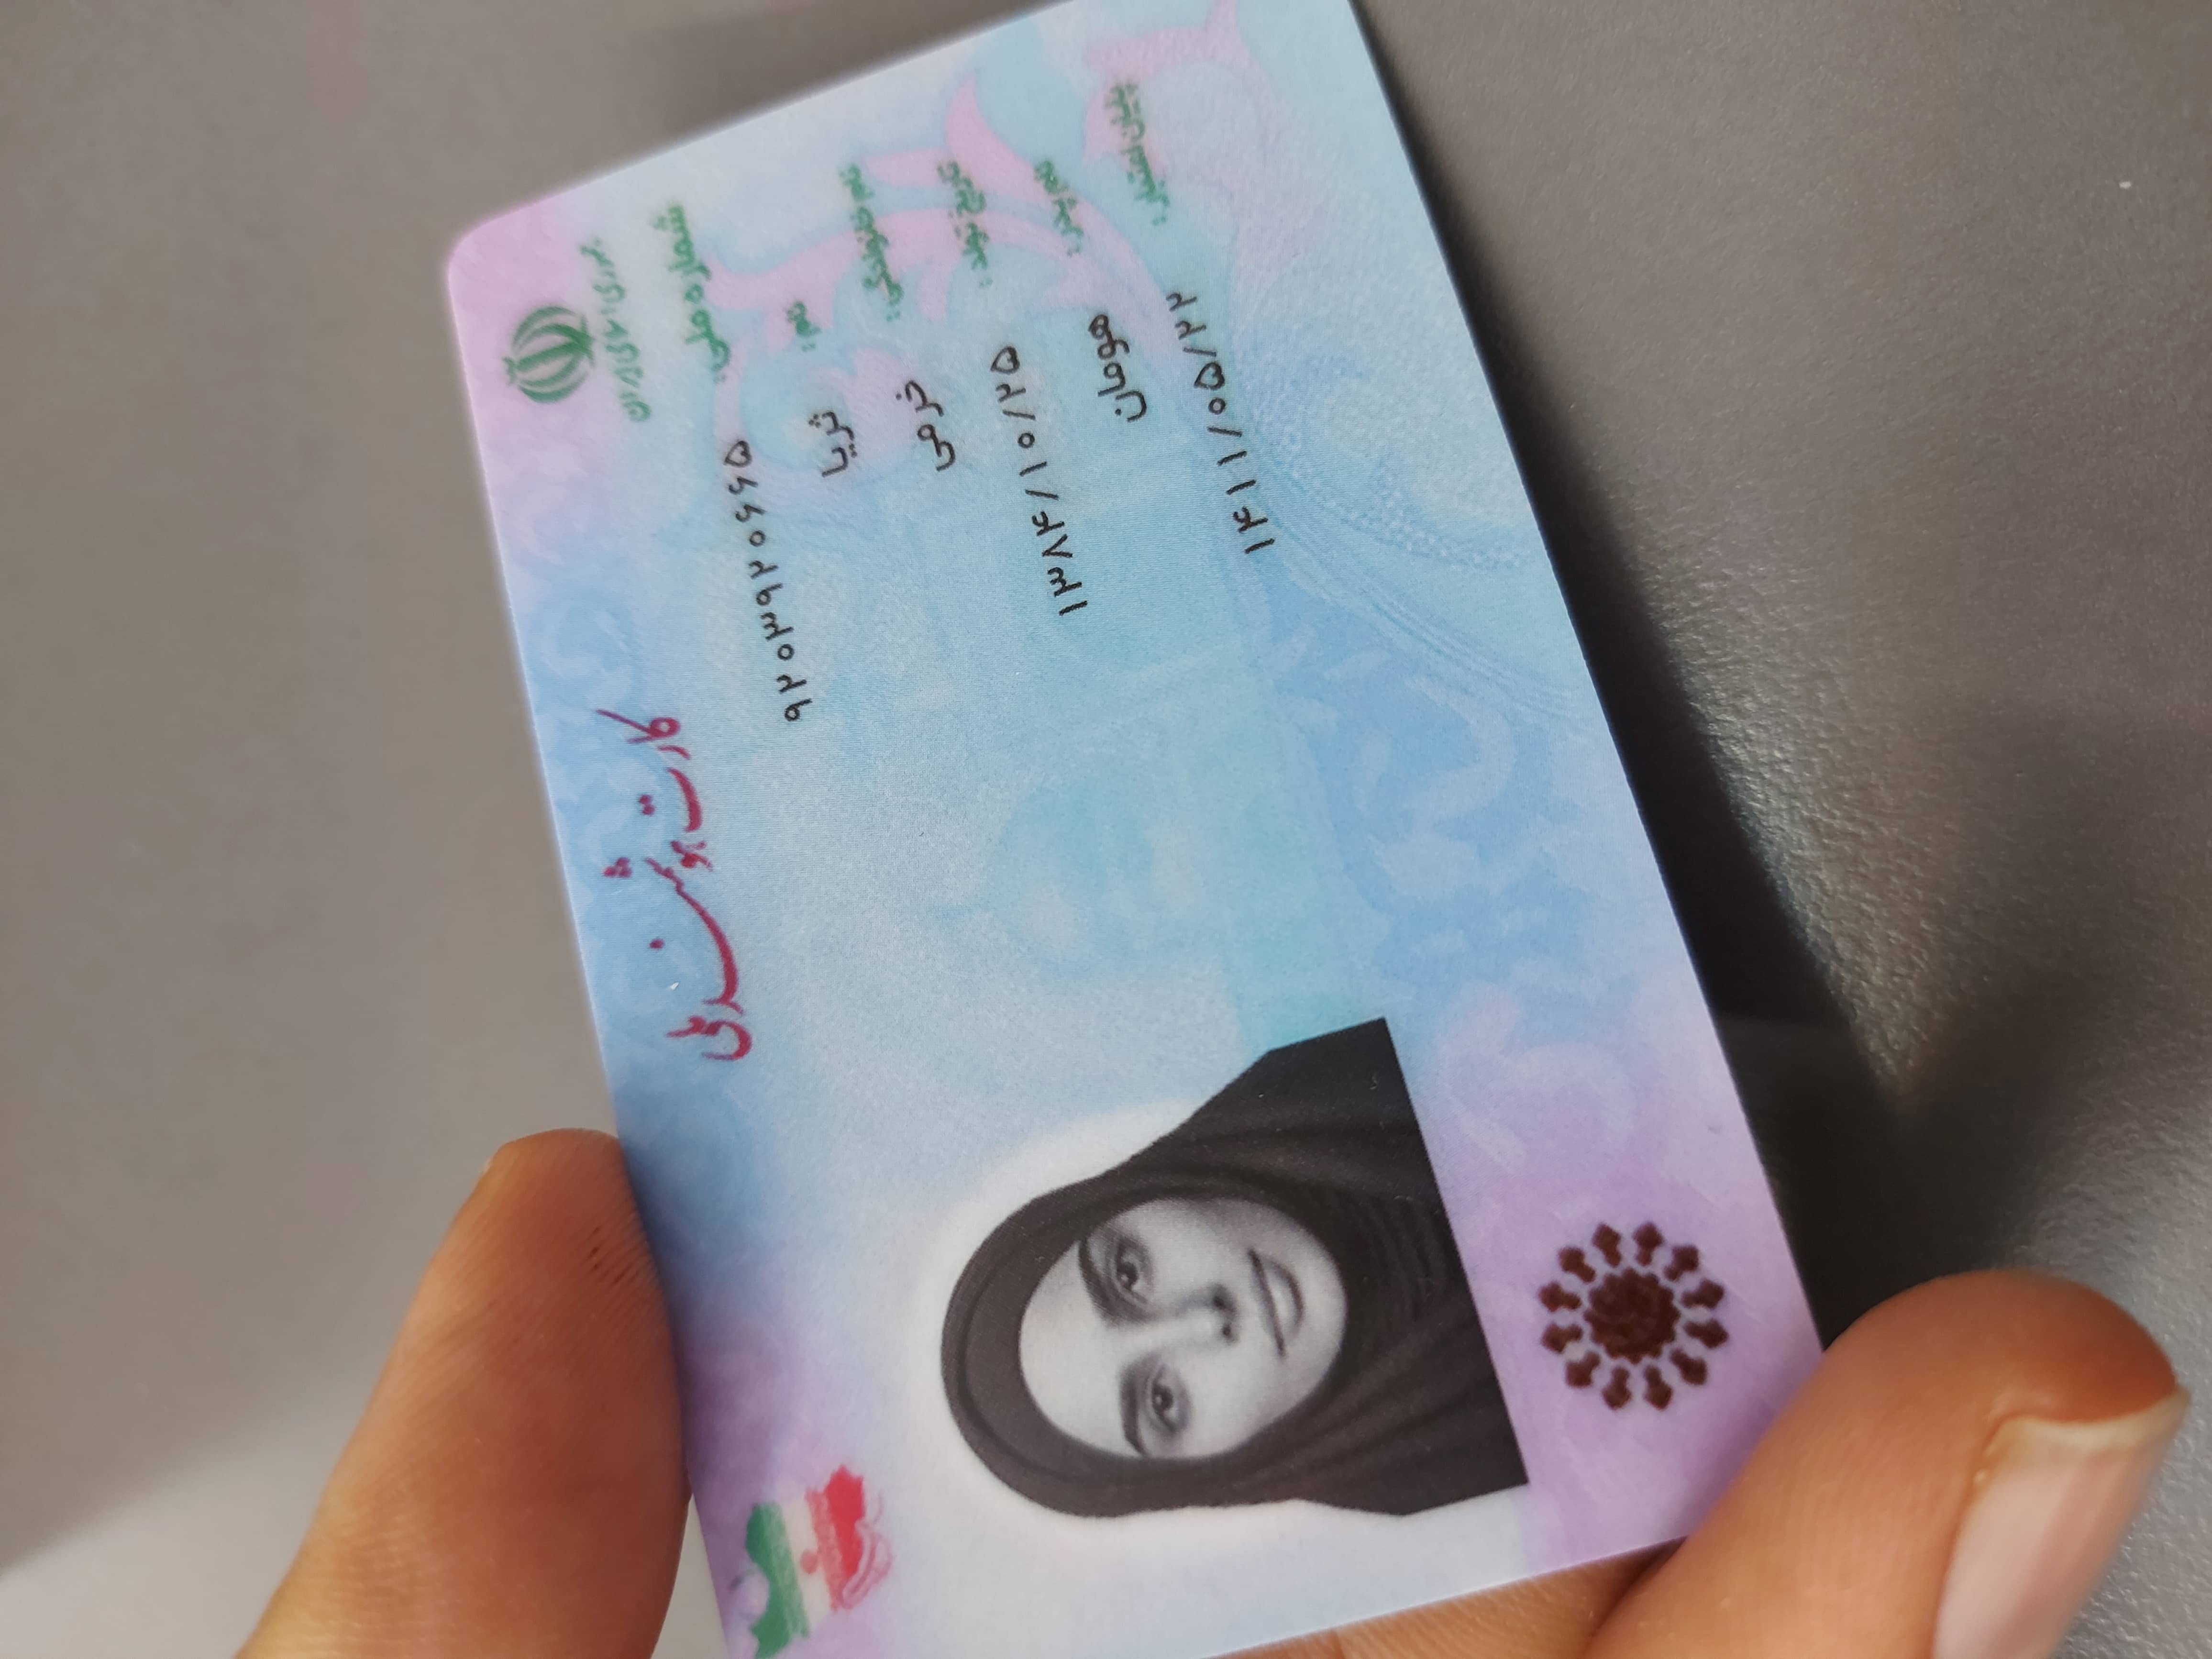 جمهوری اسلامی ایران
کارت هوشمند ملی
شماره ملی: ۹۲۰۳۹۲۰۶۶۵
نام: ثریا
نام خانوادگی: خرمی
تاریخ تولد: ۱۳۸۴/۱۰/۲۵
نام پدر: هومان
پایان اعتبار: ۱۴۱۱/۰۵/۲۲